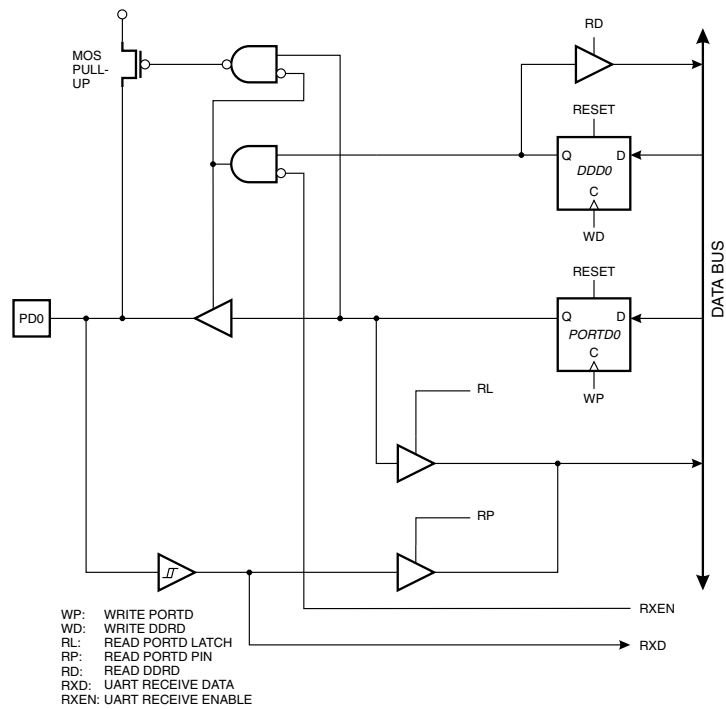 RD
MOS
PULL-
UP
RESET
Q
D
DDD0
C
WD
DATA BUS
RESET
PD0
Q
D
PORTD0
C
WP
RL
RP
RXEN
RXD
WP: WRITE PORTD
WD: WRITE DDRD
RL: READ PORTD LATCH
RP: READ PORTD PIN
RD: READ DDRD
RXD: UART RECEIVE DATA
RXEN: UART RECEIVE ENABLE